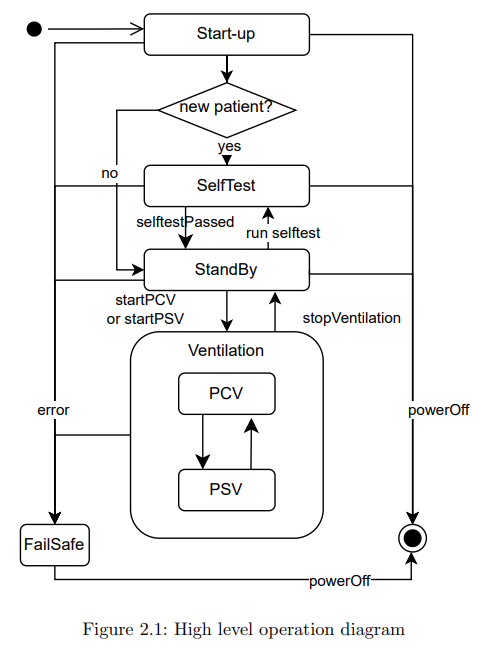 Start-up
new patient?
yes
no
SelfTest
selftestPassed
run selftest
StandBy
startPCV
or startPSV
stopVentilation
Ventilation
PCV
error
powerOff
PSV
FailSafe
powerOff
Figure 2.1: High level operation diagram